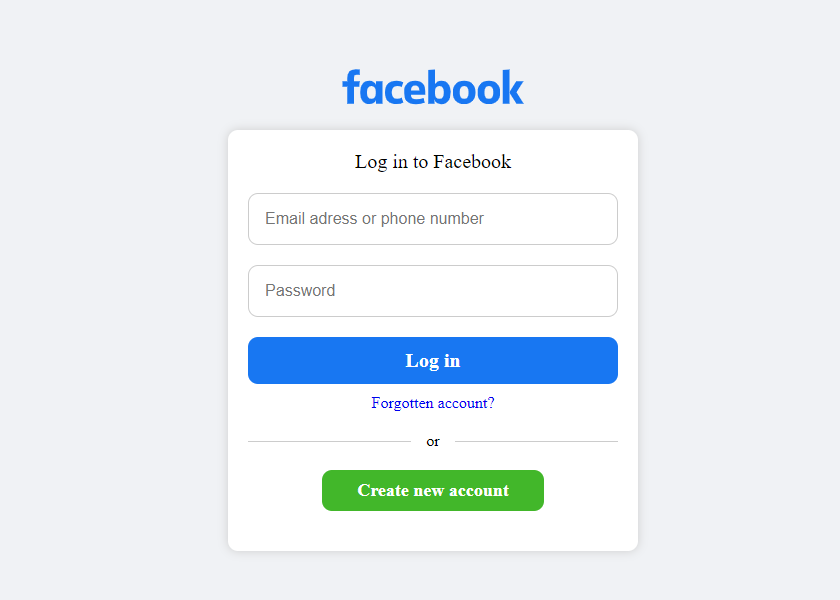 facebook
Log in to Facebook
Email adress or phone number
Password
Log in
Forgotten account?
or
Create new account